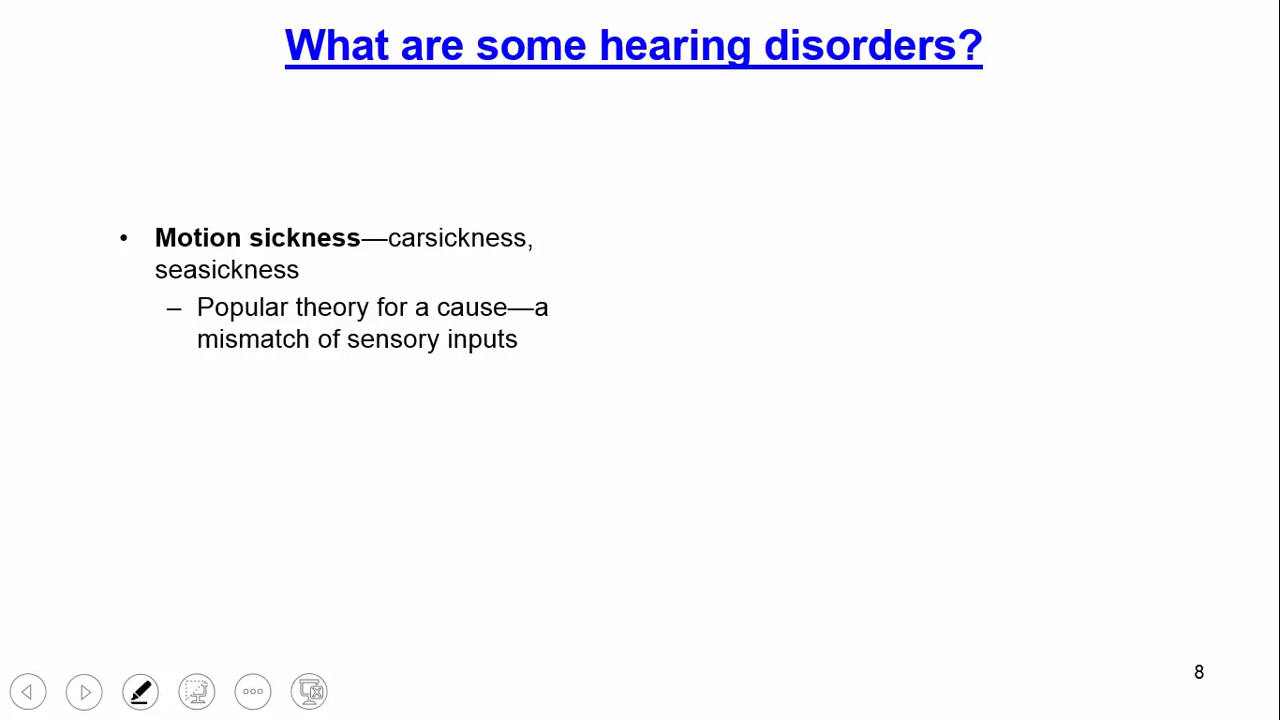 What are some hearing disorders?
• Motion sickness—carsickness,
seasickness
– Popular theory for a cause—a
mismatch of sensory inputs
8